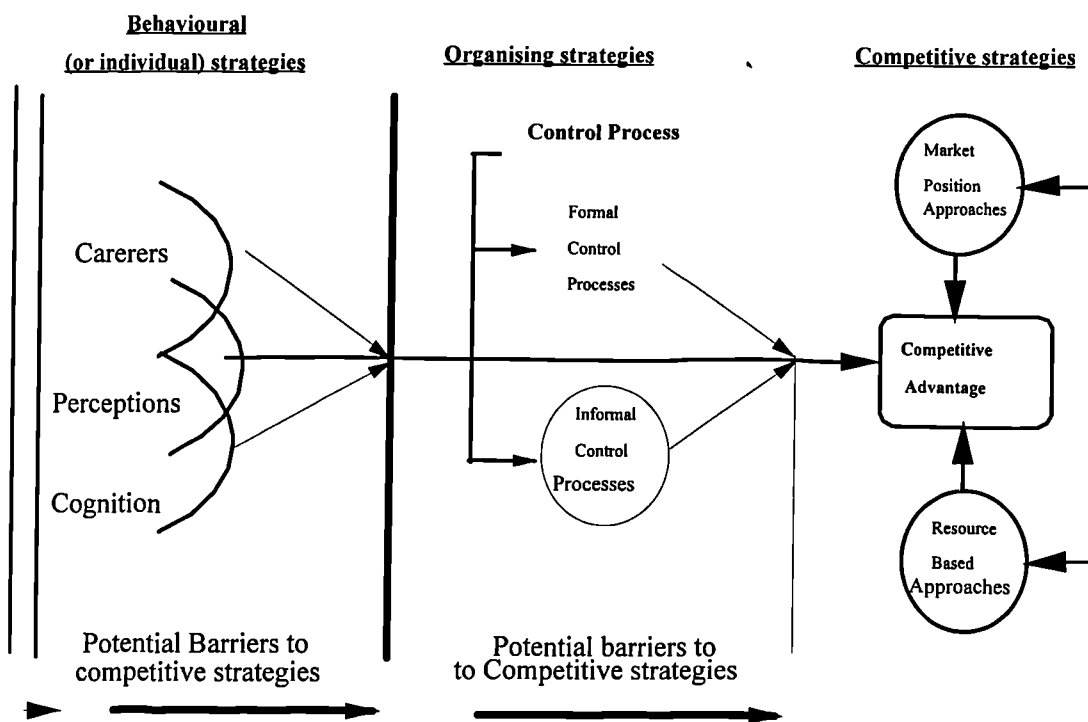 Behavioural
(or individual) strategies
Organising strategies
Competitive strategies
Control Process
Carerers
Perceptions
Cognition
Formal
Control
Processes
Informal
Control
Processes
Market
Position
Approaches
Competitive
Advantage
Resource
Based
Approaches
Potential Barriers to
competitive strategies
Potential barriers to
to Competitive strategies